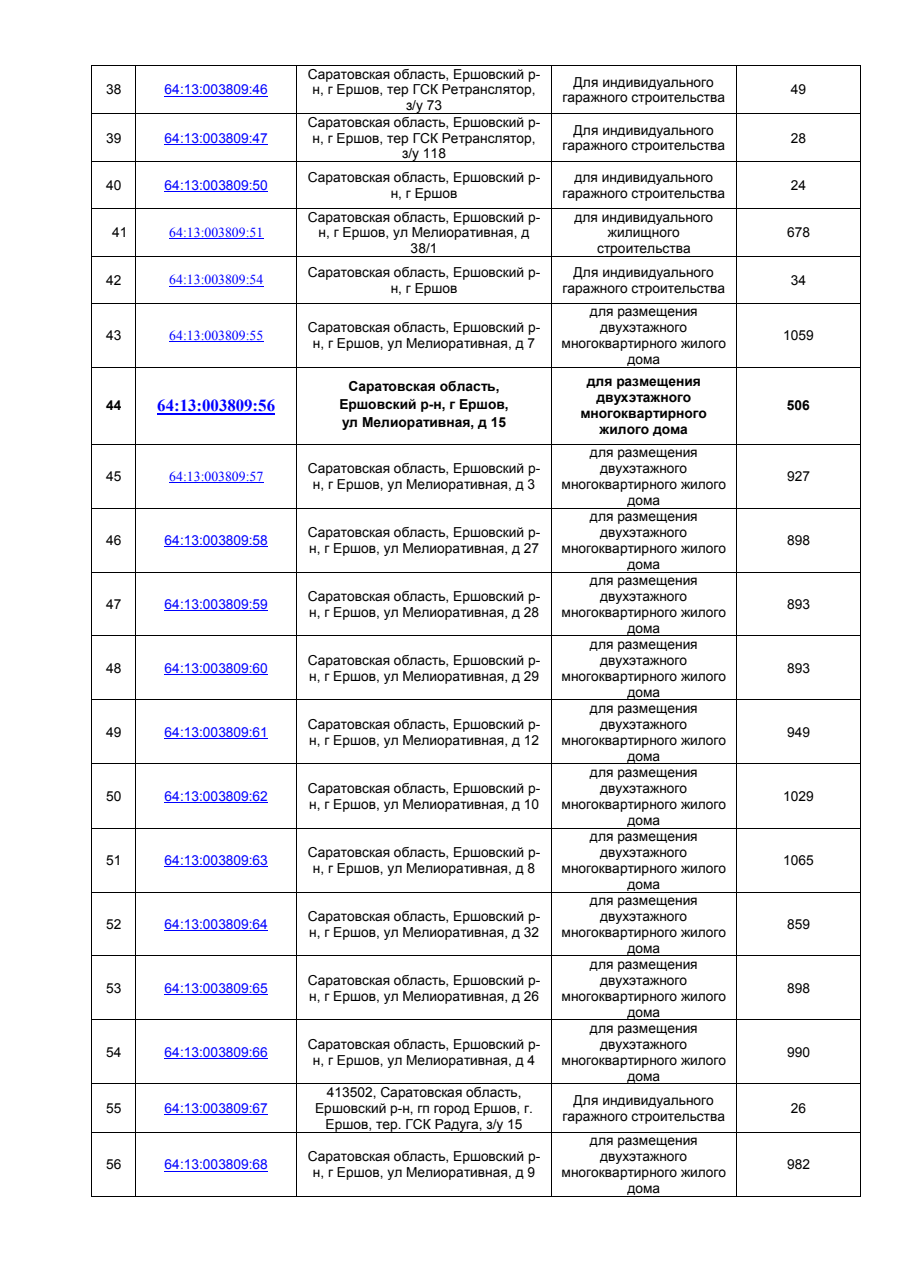 38
64:13:003809:46
Саратовская область, Ершовский р-
н, г Ершов, тер ГСК Ретранслятор,
з/у 73
Для индивидуального
гаражного строительства
49
39
64:13:003809:47
Саратовская область, Ершовский р-
н, г Ершов, тер ГСК Ретранслятор,
з/у 118
Для индивидуального
гаражного строительства
28
40
64:13:003809:50
Саратовская область, Ершовский р-
н, г Ершов
для индивидуального
гаражного строительства
24
41
64:13:003809:51
Саратовская область, Ершовский р-
н, г Ершов, ул Мелиоративная, д
38/1
для индивидуального
жилищного
строительства
678
42
64:13:003809:54
Саратовская область, Ершовский р-
н, г Ершов
Для индивидуального
гаражного строительства
34
43
64:13:003809:55
Саратовская область, Ершовский р-
н, г Ершов, ул Мелиоративная, д 7
для размещения
двухэтажного
многоквартирного жилого
дома
1059
44
64:13:003809:56
Саратовская область,
Ершовский р-н, г Ершов,
ул Мелиоративная, д 15
для размещения
двухэтажного
многоквартирного
жилого дома
506
45
64:13:003809:57
Саратовская область, Ершовский р-
н, г Ершов, ул Мелиоративная, д 3
для размещения
двухэтажного
многоквартирного жилого
дома
927
46
64:13:003809:58
Саратовская область, Ершовский р-
н, г Ершов, ул Мелиоративная, д 27
для размещения
двухэтажного
многоквартирного жилого
дома
898
47
64:13:003809:59
Саратовская область, Ершовский р-
н, г Ершов, ул Мелиоративная, д 28
для размещения
двухэтажного
многоквартирного жилого
дома
893
48
64:13:003809:60
Саратовская область, Ершовский р-
н, г Ершов, ул Мелиоративная, д 29
для размещения
двухэтажного
многоквартирного жилого
дома
893
49
64:13:003809:61
Саратовская область, Ершовский р-
н, г Ершов, ул Мелиоративная, д 12
для размещения
двухэтажного
многоквартирного жилого
дома
949
50
64:13:003809:62
Саратовская область, Ершовский р-
н, г Ершов, ул Мелиоративная, д 10
для размещения
двухэтажного
многоквартирного жилого
дома
1029
51
64:13:003809:63
Саратовская область, Ершовский р-
н, г Ершов, ул Мелиоративная, д 8
для размещения
двухэтажного
многоквартирного жилого
дома
1065
52
64:13:003809:64
Саратовская область, Ершовский р-
н, г Ершов, ул Мелиоративная, д 32
для размещения
двухэтажного
многоквартирного жилого
дома
859
53
64:13:003809:65
Саратовская область, Ершовский р-
н, г Ершов, ул Мелиоративная, д 26
для размещения
двухэтажного
многоквартирного жилого
дома
898
54
64:13:003809:66
Саратовская область, Ершовский р-
н, г Ершов, ул Мелиоративная, д 4
для размещения
двухэтажного
многоквартирного жилого
дома
990
55
64:13:003809:67
413502, Саратовская область,
Ершовский р-н, гп город Ершов, г.
Ершов, тер. ГСК Радуга, з/у 15
Для индивидуального
гаражного строительства
26
56
64:13:003809:68
Саратовская область, Ершовский р-
н, г Ершов, ул Мелиоративная, д 9
для размещения
двухэтажного
многоквартирного жилого
дома
982